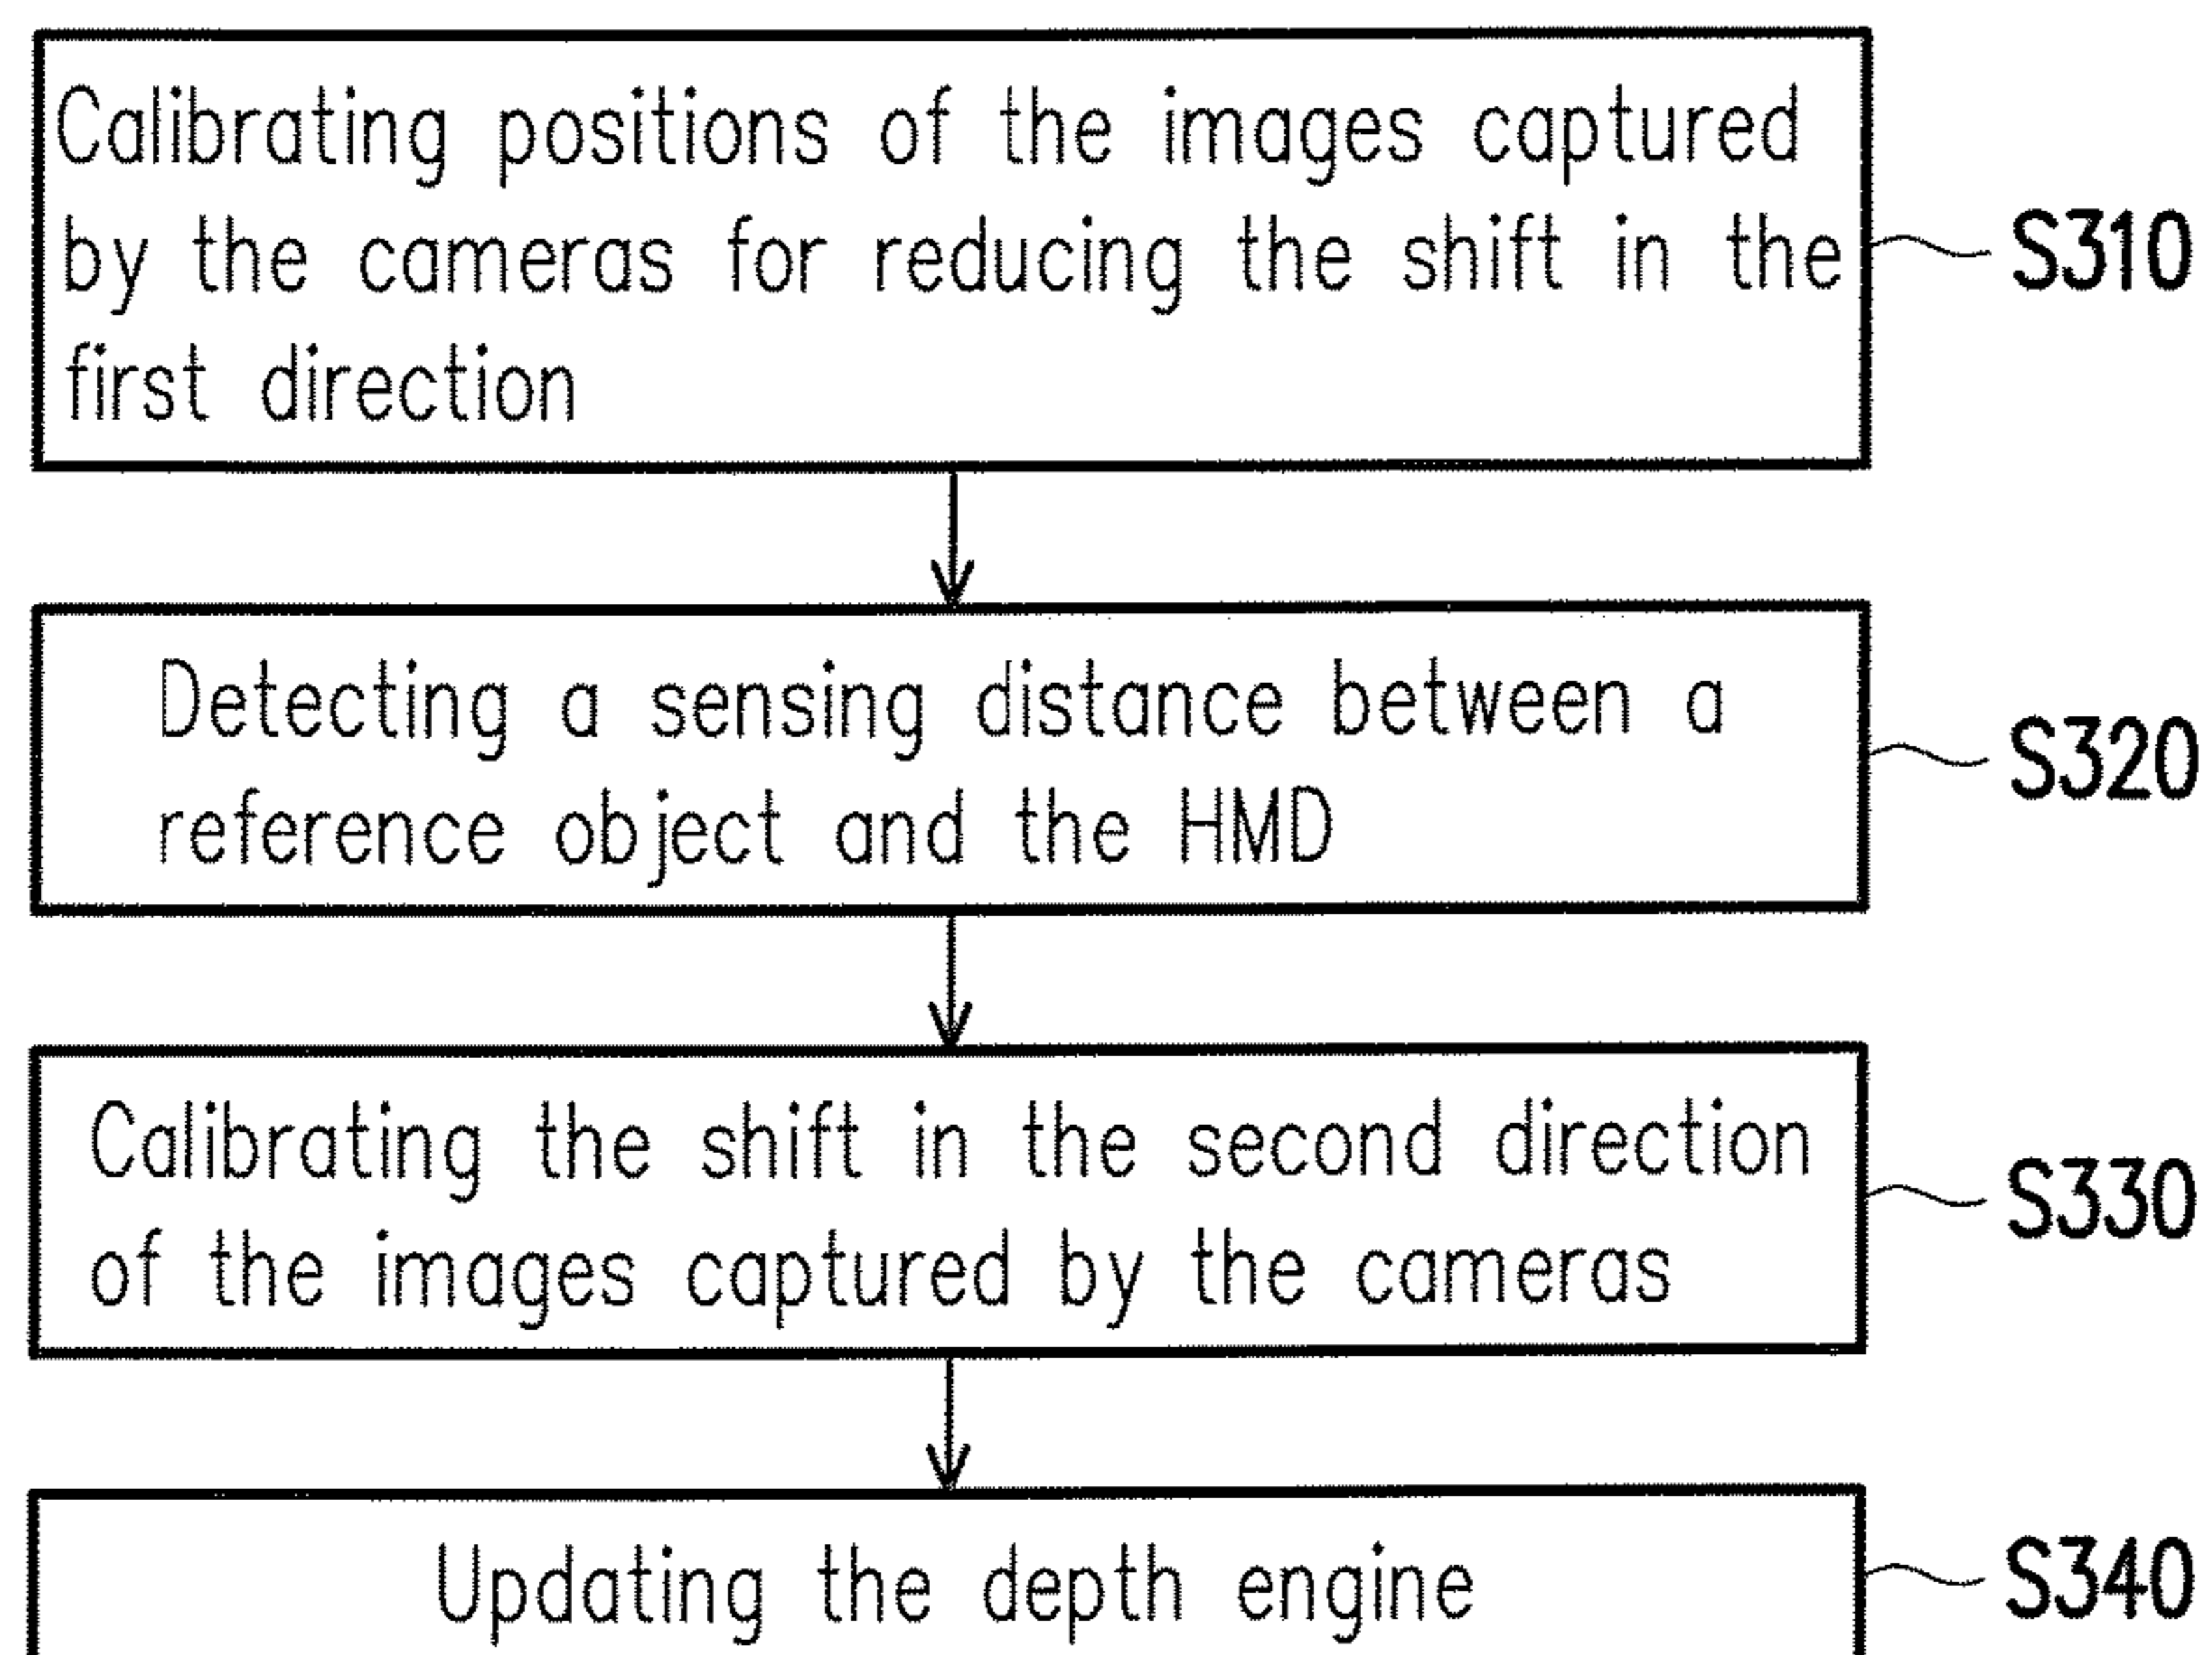 Calibrating positions of the images captured
by the cameras for reducing the shift in the
first direction
S310
Detecting a sensing distance between a
reference object and the HMD
S320
Calibrating the shift in the second direction
of the images captured by the cameras
S330
Updating the depth engine
S340